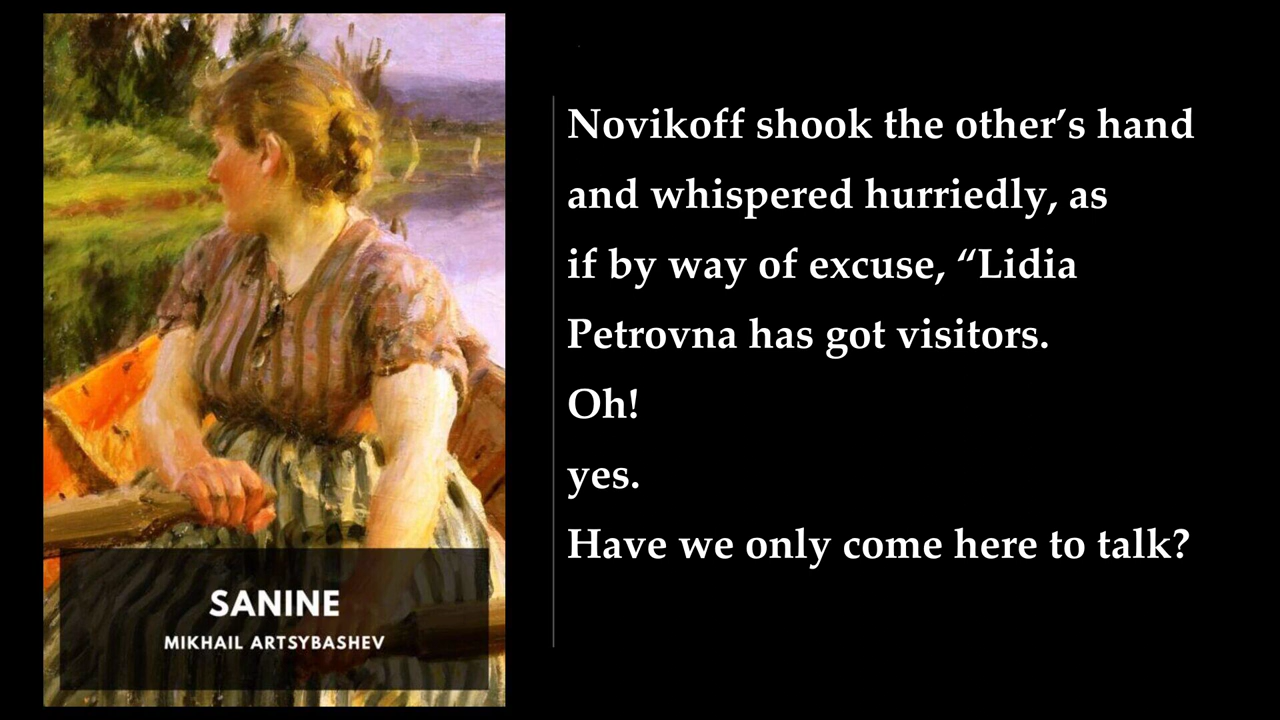 SANINE
MIKHAIL ARTSYBASHEV
Novikoff shook the other’s hand
and whispered hurriedly, as
if by way of excuse, “Lidia
Petrovna has got visitors.
Oh!
yes.
Have we only come here to talk?